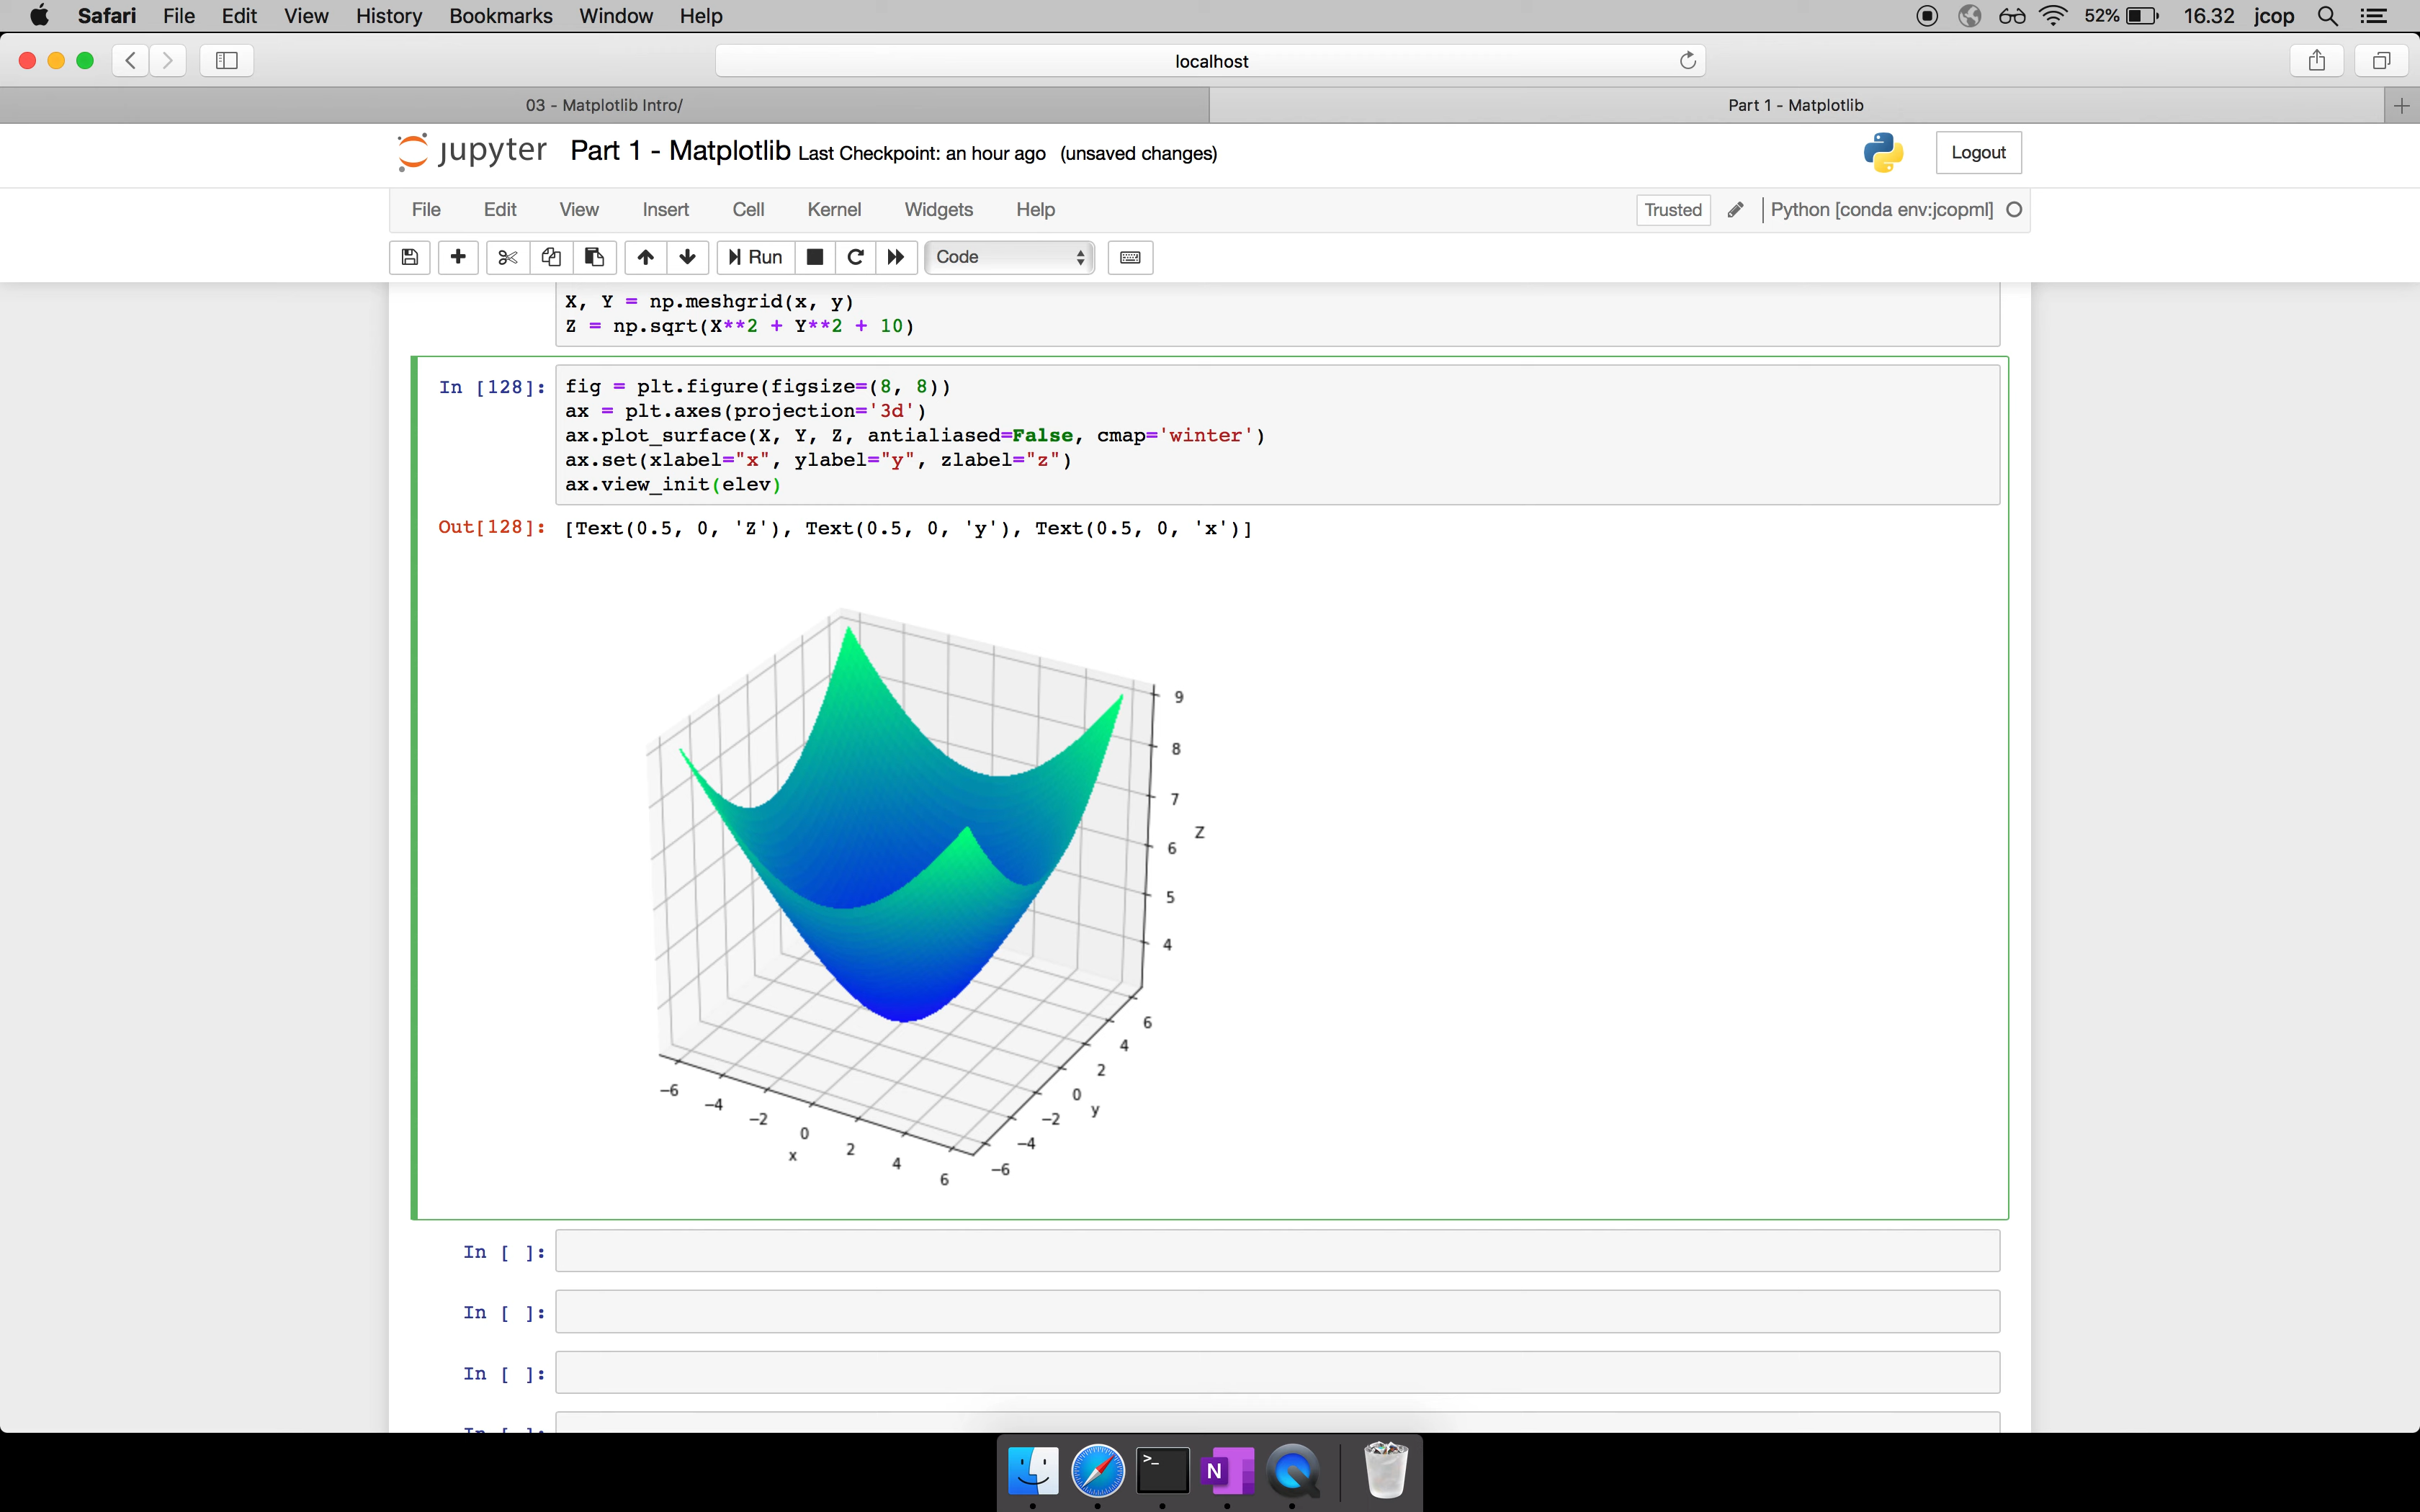 Safari File Edit View History Bookmarks Window Help 52% 16.32 jcop
localhost
03 - Matplotlib Intro/ Part 1 - Matplotlib
jupyter Part 1 - Matplotlib Last Checkpoint: an hour ago (unsaved changes) Logout
File Edit View Insert Cell Kernel Widgets Help Trusted Python [conda env:jcopml]
Run Code
X, Y = np.meshgrid(x, y)
Z = np.sqrt(X**2 + Y**2 + 10)
In [128]: fig = plt.figure(figsize=(8, 8))
ax = plt.axes(projection='3d')
ax.plot_surface(X, Y, Z, antialiased=False, cmap='winter')
ax.set(xlabel="x", ylabel="y", zlabel="z")
ax.view_init(elev)
Out[128]: [Text(0.5, 0, 'Z'), Text(0.5, 0, 'y'), Text(0.5, 0, 'x')]
9
8
7
Z
6
5
4
6
4
2
0
y
−2
−4
−6
−6
−4
−2
0
x
2
4
6
In [ ]:
In [ ]:
In [ ]:
In [ ]:
>_ N